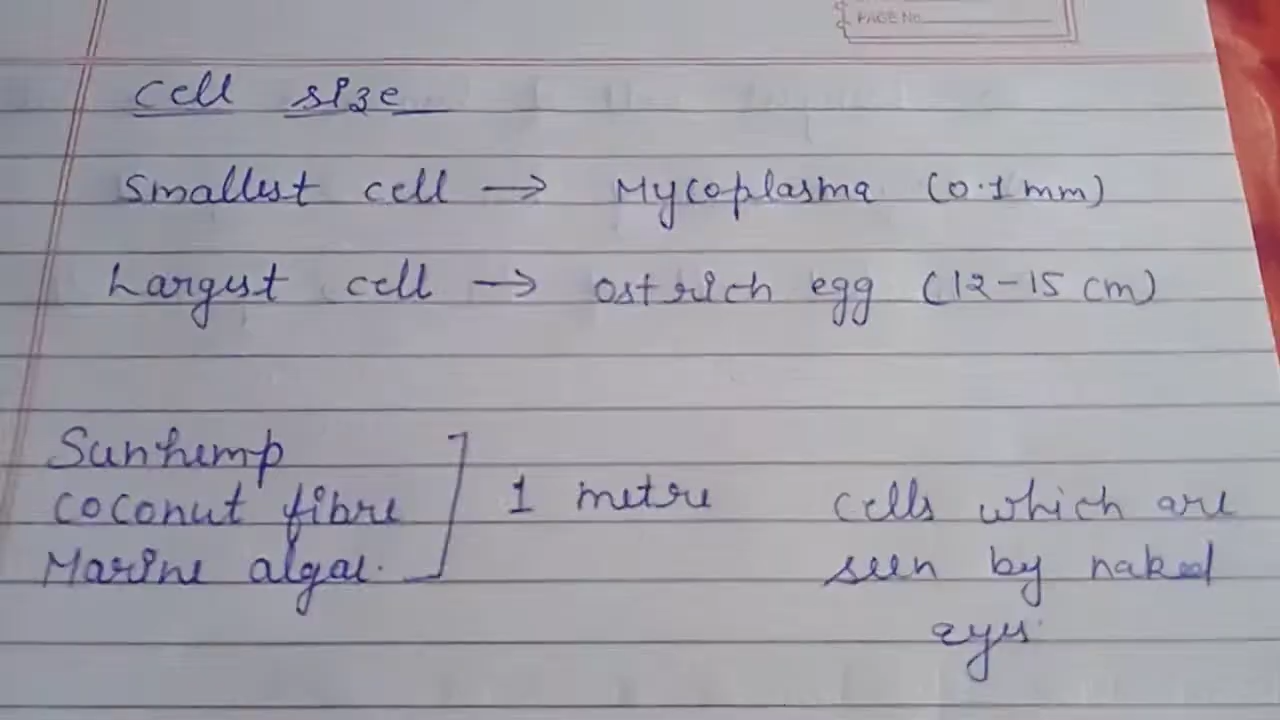 PAGE No.
Cell size
Smallest cell → Mycoplasma (0.1 mm)
Largest cell → ostrich egg (12-15 cm)
Sunhemp
coconut fibre
Marine algae.
1 metre
cells which are
seen by naked
eyes